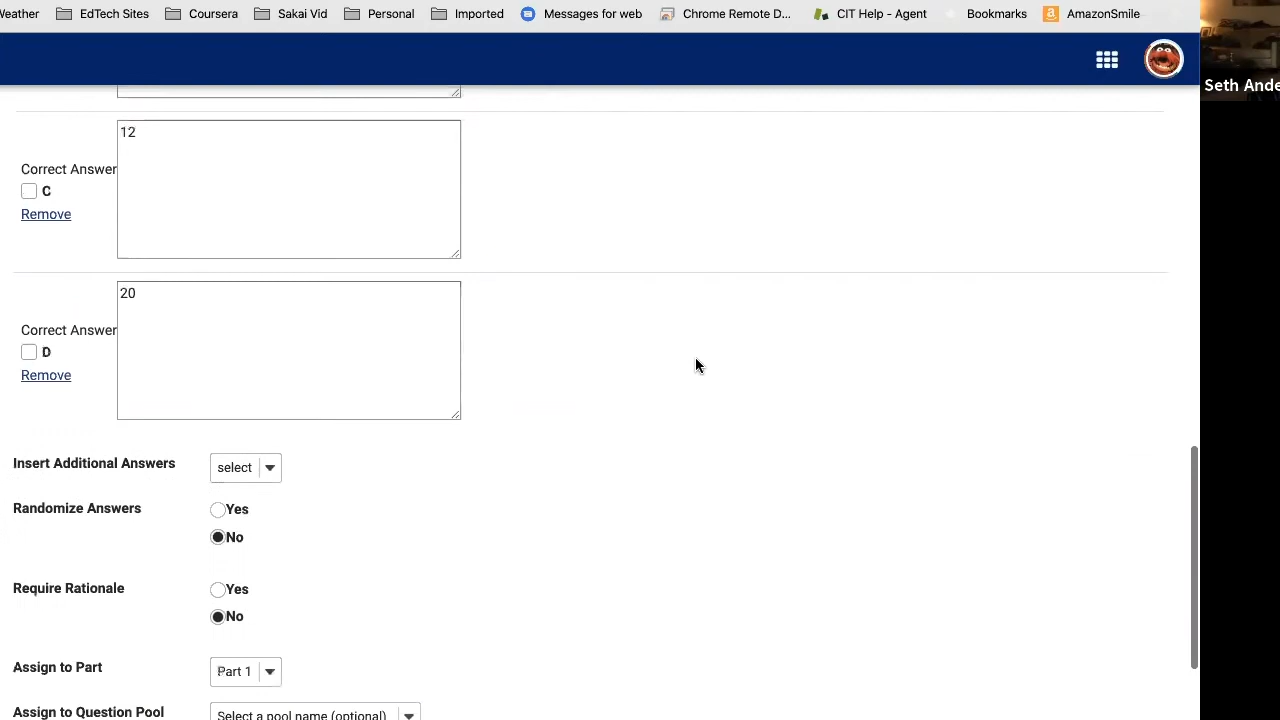 Weather EdTech Sites Coursera Sakai Vid Personal Imported Messages for web Chrome Remote D... CIT Help - Agent Bookmarks AmazonSmile
Seth Ande
12
Correct Answer
C
Remove
20
Correct Answer
D
Remove
Insert Additional Answers select
Randomize Answers Yes
No
Require Rationale Yes
No
Assign to Part Part 1
Assign to Question Pool Select a pool name (optional)